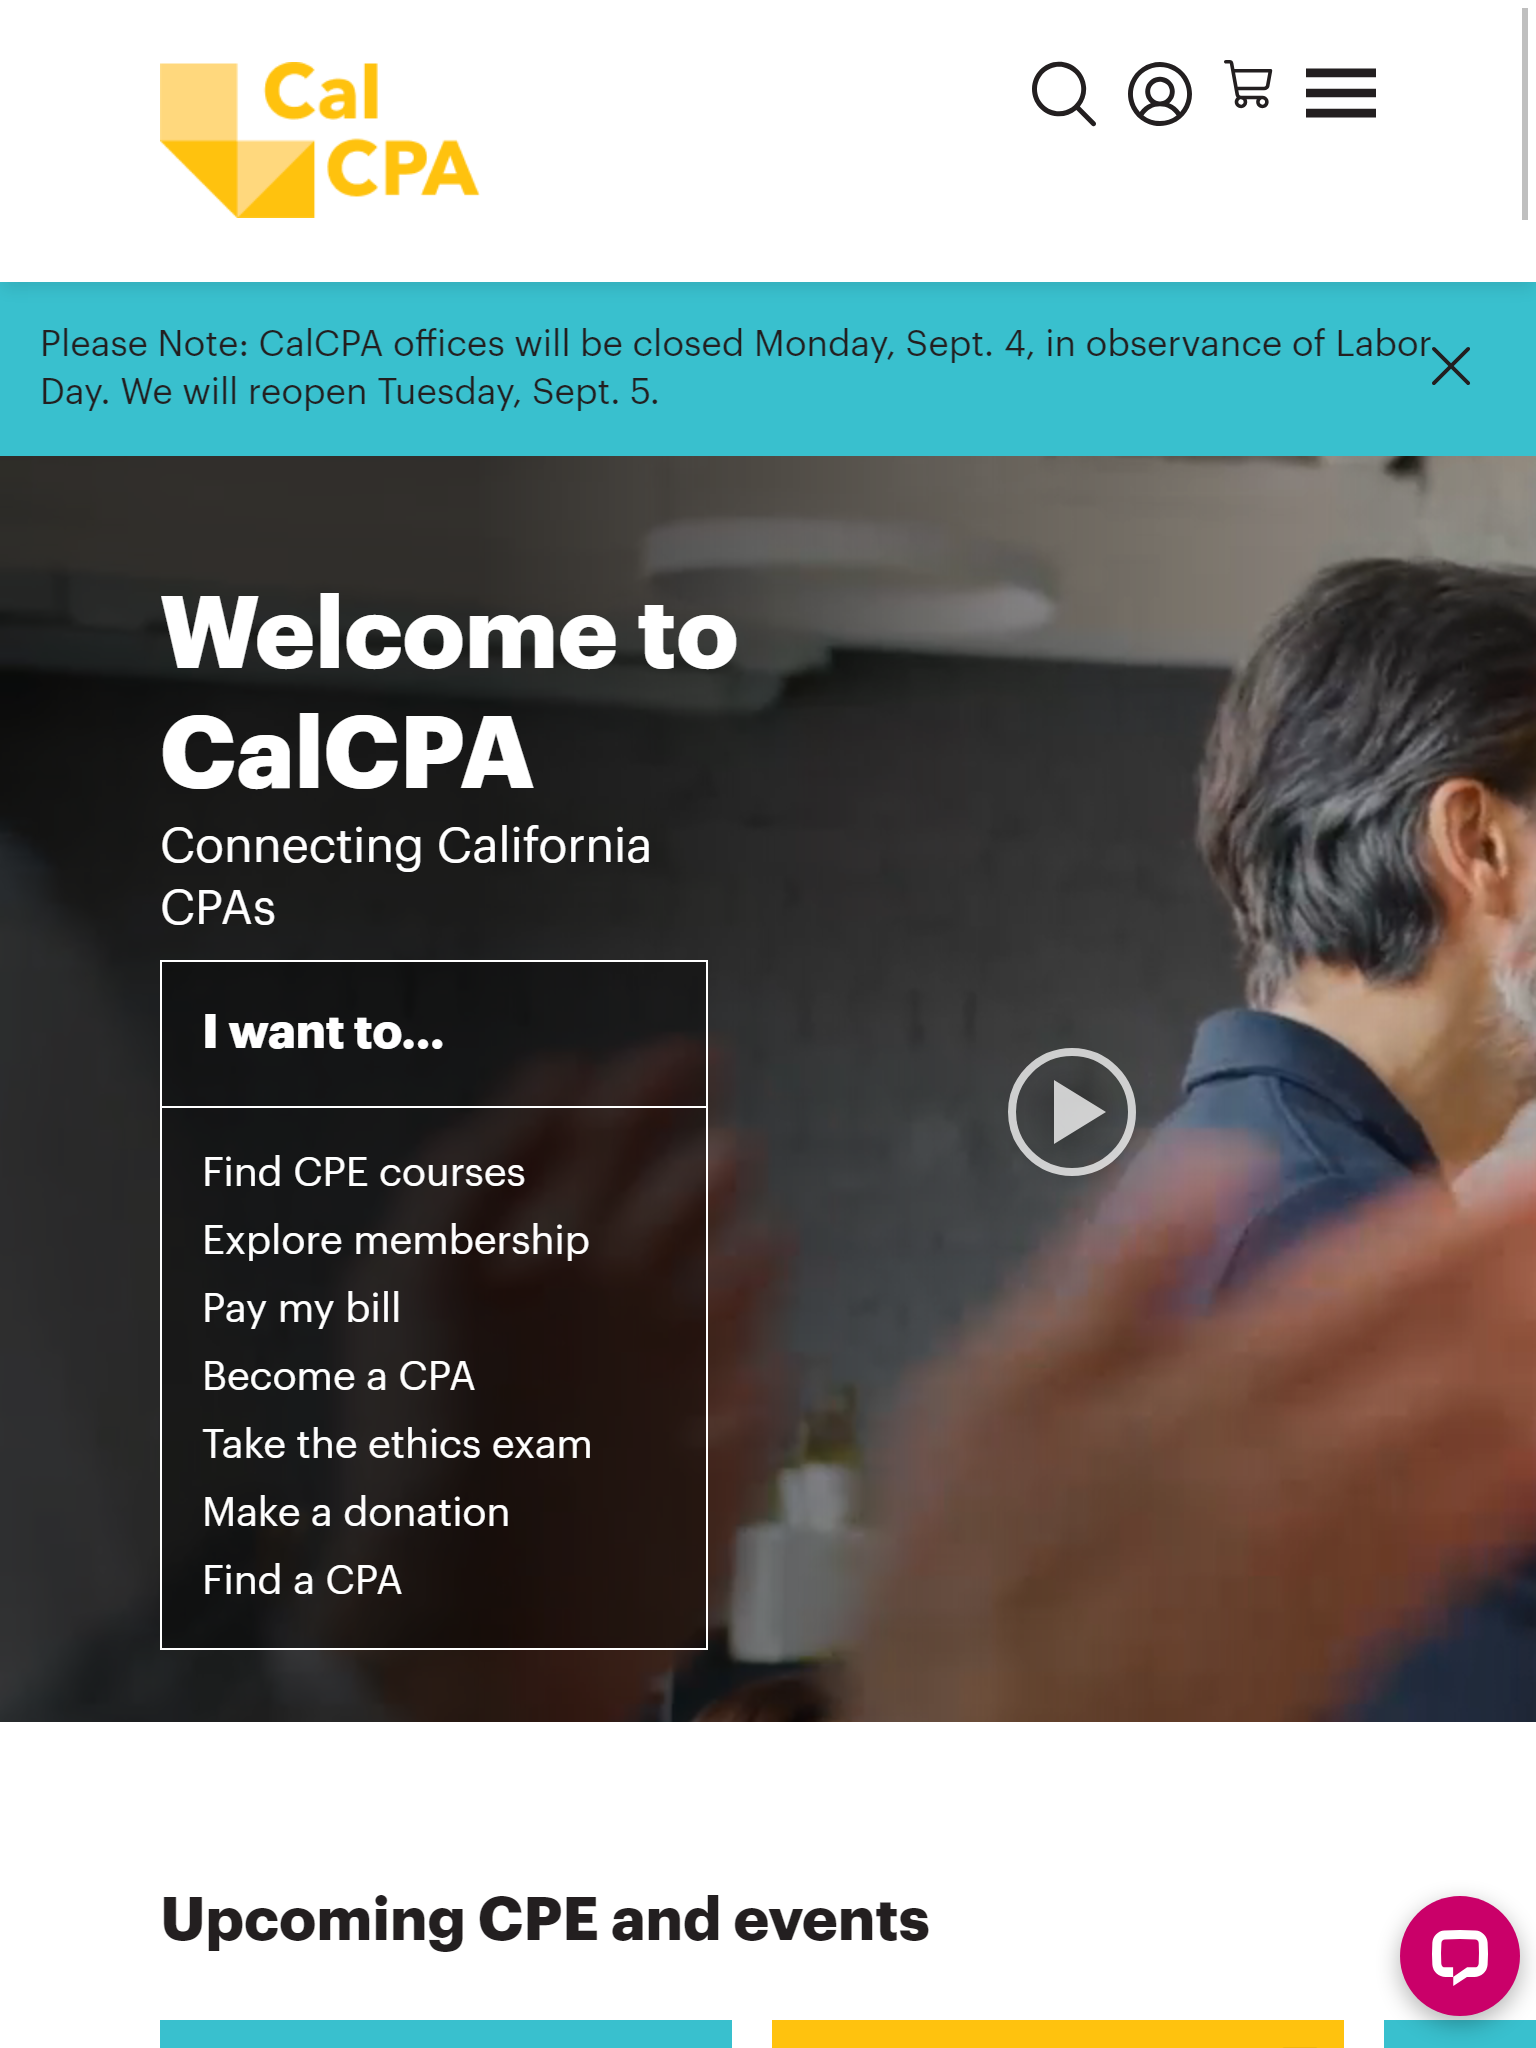 Cal
CPA
Please Note: CalCPA offices will be closed Monday, Sept. 4, in observance of Labor
Day. We will reopen Tuesday, Sept. 5.
Welcome to
CalCPA
Connecting California
CPAs
I want to...
Find CPE courses
Explore membership
Pay my bill
Become a CPA
Take the ethics exam
Make a donation
Find a CPA
Upcoming CPE and events